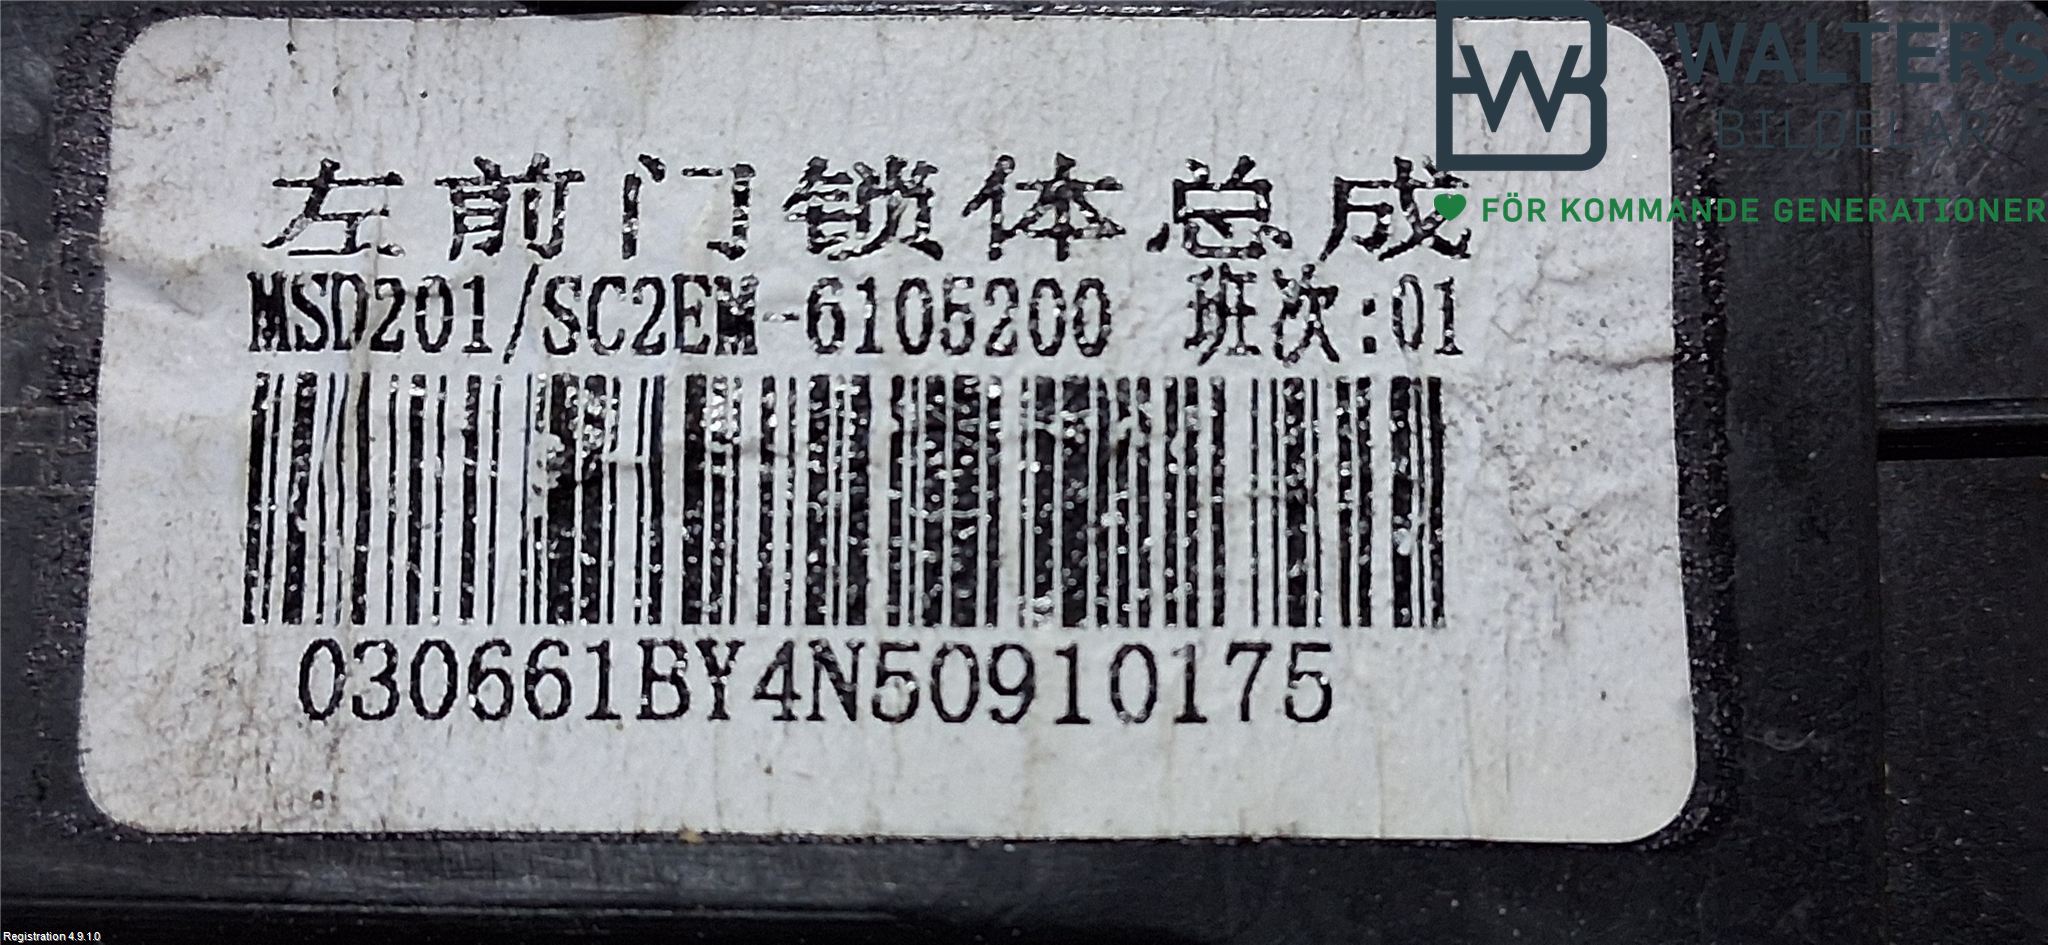 WALTERS
BILDELAR
FÖR KOMMANDE GENERATIONER
左前门锁体总成
MSD201/SC2EM-6105200 班次:01
030661BY4N50910175
Registration 4.9.1.0